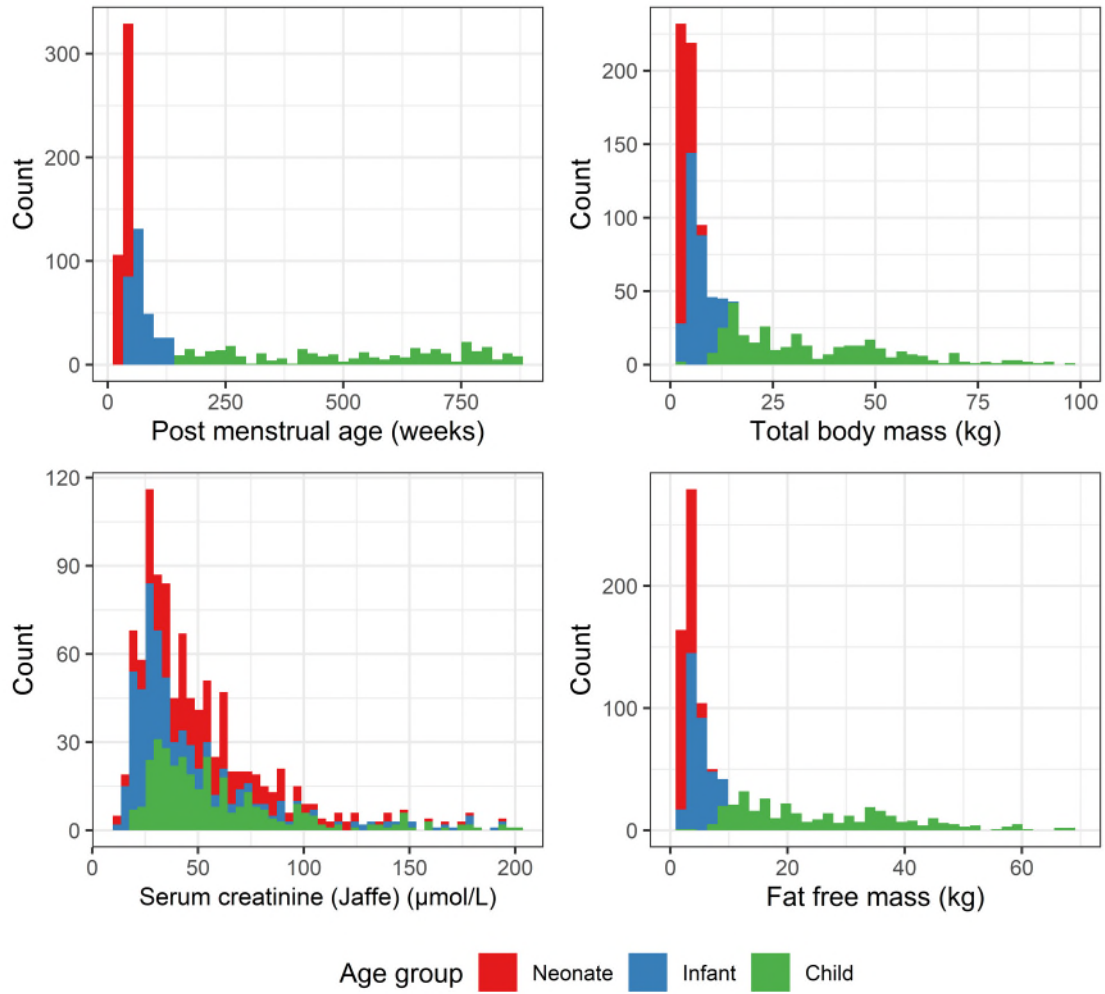 300
200
100
0
Count
0 250 500 750
Post menstrual age (weeks)
200
150
100
50
0
Count
0 25 50 75 100
Total body mass (kg)
120
90
60
30
0
Count
0 50 100 150 200
Serum creatinine (Jaffe) (μmol/L)
200
100
0
Count
0 20 40 60
Fat free mass (kg)
Age group Neonate Infant Child